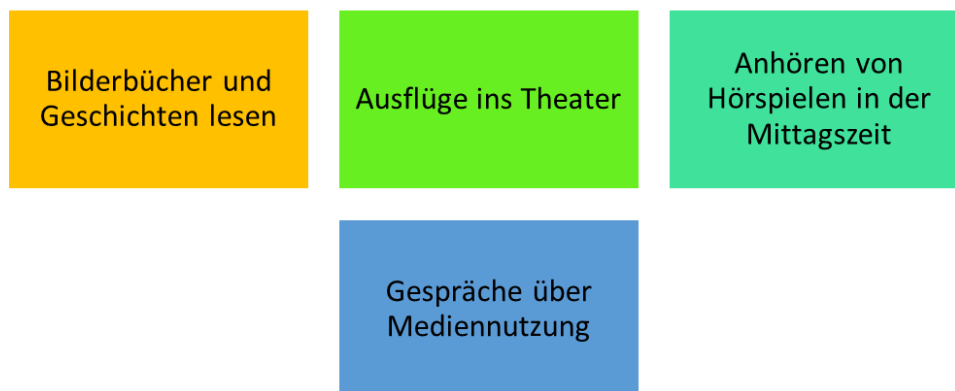 Bilderbücher und
Geschichten lesen
Ausflüge ins Theater
Anhören von
Hörspielen in der
Mittagszeit
Gespräche über
Mediennutzung